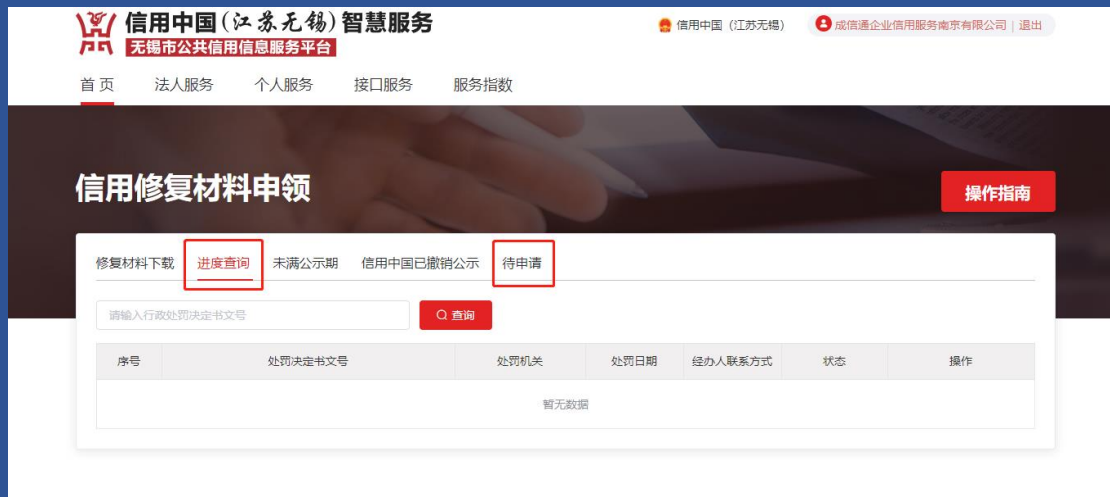 信用中国(江苏无锡)智慧服务
无锡市公共信用信息服务平台
信用中国（江苏无锡） 成信通企业信用服务南京有限公司 | 退出
首 页 法人服务 个人服务 接口服务 服务指数
信用修复材料申领
操作指南
修复材料下载 进度查询 未满公示期 信用中国已撤销公示 待申请
请输入行政处罚决定书文号 查询
序号 处罚决定书文号 处罚机关 处罚日期 经办人联系方式 状态 操作
暂无数据